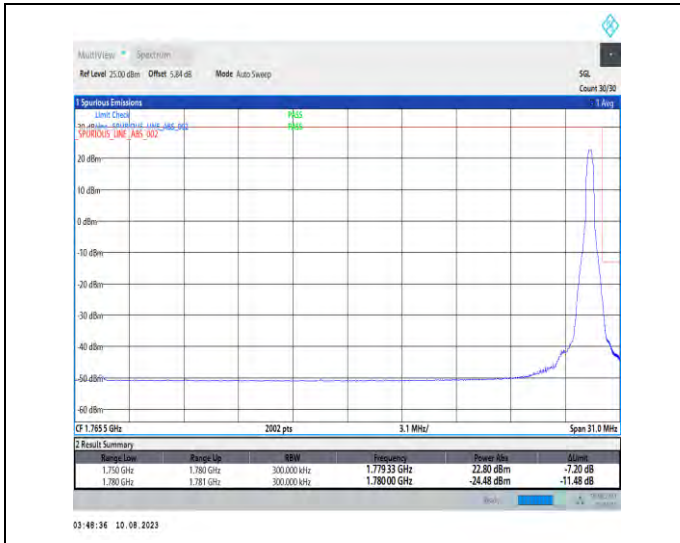 MultiView Spectrum
Ref Level 25.00 dBm Offset 5.84 dB Mode Auto Sweep SGL
Count 30/30
1 Spurious Emissions 1 Avg
Limit Check PASS
SPURIOUS_LINE_ABS_002 PASS
SPURIOUS_LINE_ABS_002
20 dBm
10 dBm
0 dBm
-10 dBm
-20 dBm
-30 dBm
-40 dBm
-50 dBm
-60 dBm
CF 1.765 5 GHz 2002 pts 3.1 MHz/ Span 31.0 MHz
2 Result Summary
Range Low Range Up RBW Frequency Power Abs ΔLimit
1.750 GHz 1.780 GHz 300.000 kHz 1.779 33 GHz 22.80 dBm -7.20 dB
1.780 GHz 1.781 GHz 300.000 kHz 1.780 00 GHz -24.48 dBm -11.48 dB
03:48:36 10.08.2023